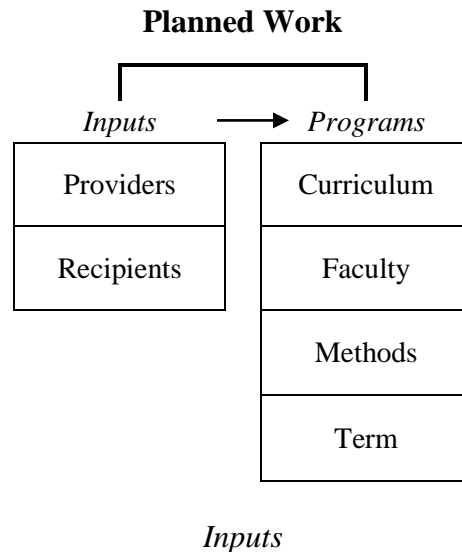 Planned Work
Inputs
Programs
Providers
Recipients
Curriculum
Faculty
Methods
Term
Inputs